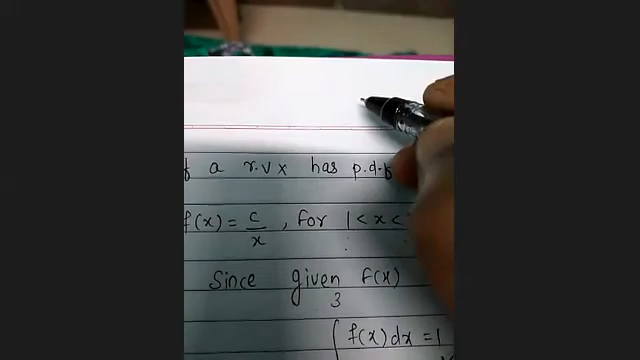 f a r.v x has p.d.f
f(x) = c/x , for 1 < x <
Since given f(x)
3
∫ f(x) dx = 1